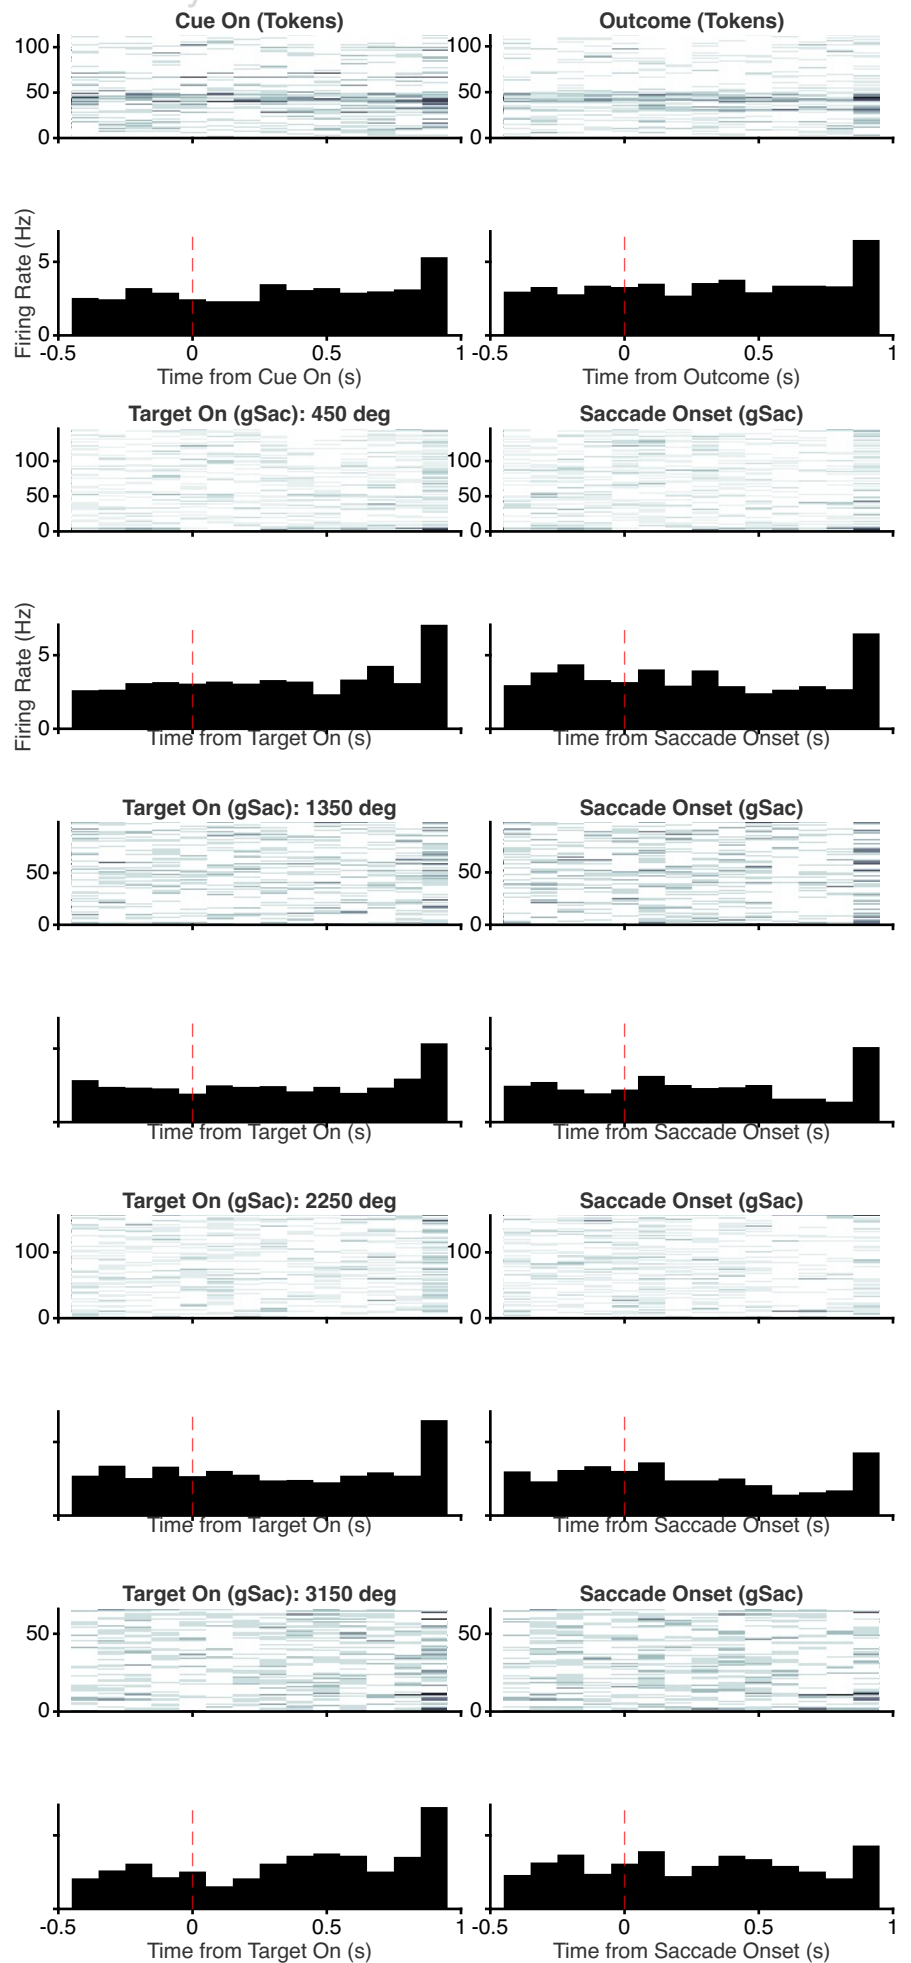 Cue On (Tokens) Outcome (Tokens)
100 100
50 50
0 0
Firing Rate (Hz)
5
0
-0.5 0 0.5 1 -0.5 0 0.5 1
Time from Cue On (s) Time from Outcome (s)
Target On (gSac): 450 deg Saccade Onset (gSac)
100 100
50 50
0 0
Firing Rate (Hz)
5
0
Time from Target On (s) Time from Saccade Onset (s)
Target On (gSac): 1350 deg Saccade Onset (gSac)
50 50
0 0
Time from Target On (s) Time from Saccade Onset (s)
Target On (gSac): 2250 deg Saccade Onset (gSac)
100 100
0 0
Time from Target On (s) Time from Saccade Onset (s)
Target On (gSac): 3150 deg Saccade Onset (gSac)
50 50
0 0
-0.5 0 0.5 1 -0.5 0 0.5 1
Time from Target On (s) Time from Saccade Onset (s)